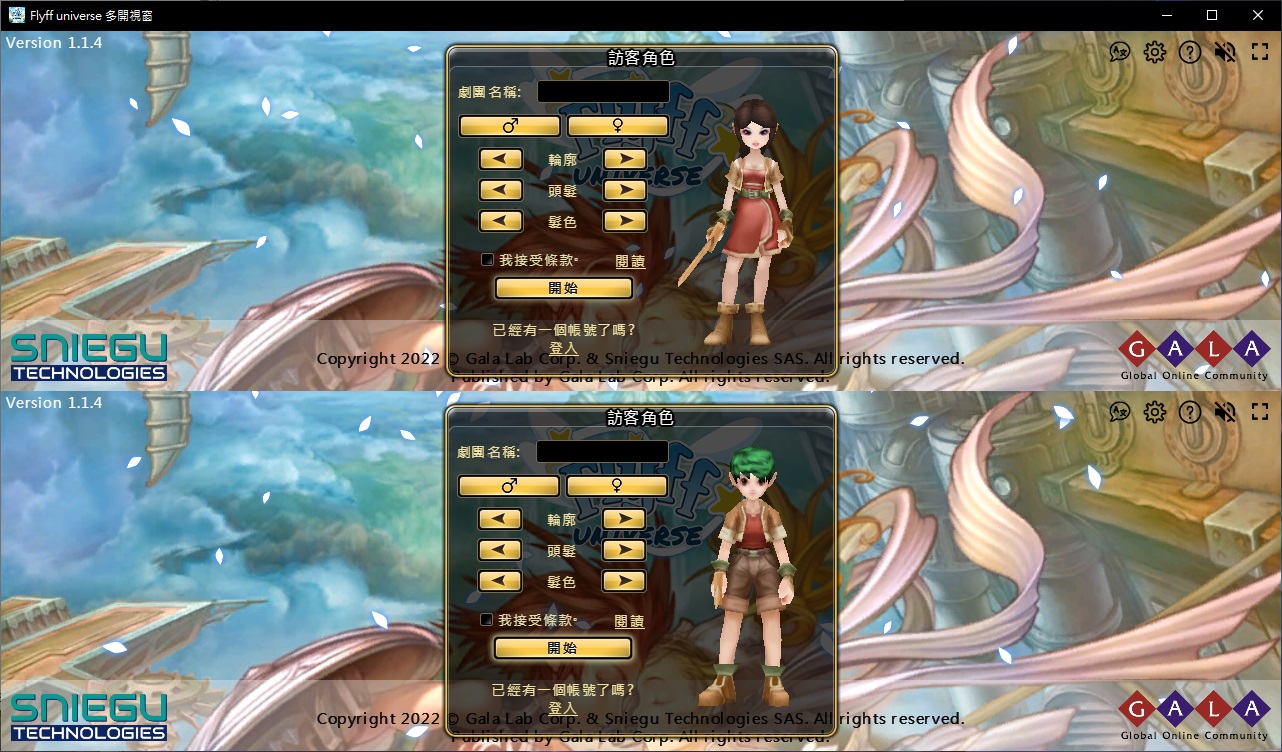 Flyff universe 多開視窗
Version 1.1.4
訪客角色
劇團名稱:
♂ ♀
輪廓
頭髮
髮色
我接受條款。 閱讀
開始
已經有一個帳號了嗎?
登入
Flyff
UNIVERSE
SNIEGU
TECHNOLOGIES
Copyright 2022 © Gala Lab Corp. & Sniegu Technologies SAS. All rights reserved.
Published by Gala Lab Corp. All rights reserved.
GALA
Global Online Community
Version 1.1.4
訪客角色
劇團名稱:
♂ ♀
輪廓
頭髮
髮色
我接受條款。 閱讀
開始
已經有一個帳號了嗎?
登入
Flyff
UNIVERSE
SNIEGU
TECHNOLOGIES
Copyright 2022 © Gala Lab Corp. & Sniegu Technologies SAS. All rights reserved.
Published by Gala Lab Corp. All rights reserved.
GALA
Global Online Community